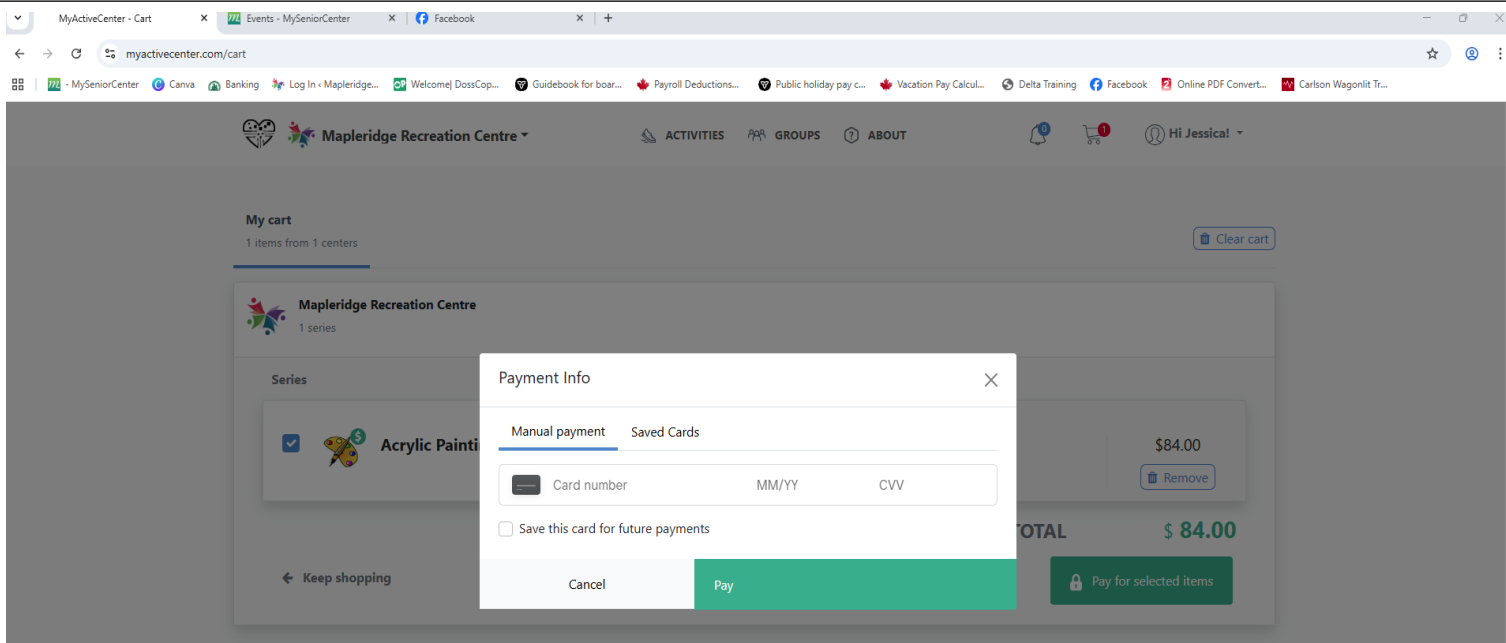 MyActiveCenter - Cart
Events - MySeniorCenter
Facebook
myactivecenter.com/cart
- MySeniorCenter
Canva
Banking
Log In ‹ Mapleridge...
Welcome| DossCop...
Guidebook for boar...
Payroll Deductions...
Public holiday pay c...
Vacation Pay Calcul...
Delta Training
Facebook
Online PDF Convert...
Carlson Wagonlit Tr...
Mapleridge Recreation Centre
ACTIVITIES
GROUPS
ABOUT
0
1
Hi Jessica!
My cart
1 items from 1 centers
Clear cart
Mapleridge Recreation Centre
1 series
Series
Acrylic Painti
$84.00
Remove
Payment Info
Manual payment
Saved Cards
Card number
MM/YY
CVV
Save this card for future payments
Cancel
Pay
OTAL
$ 84.00
Keep shopping
Pay for selected items